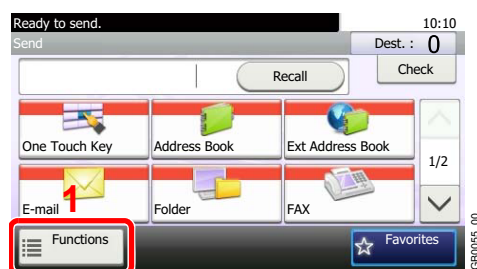 Ready to send. 10:10
Send Dest. : 0
Recall Check
One Touch Key Address Book Ext Address Book
1/2
E-mail 1 Folder FAX
Functions Favorites
GB0055_00